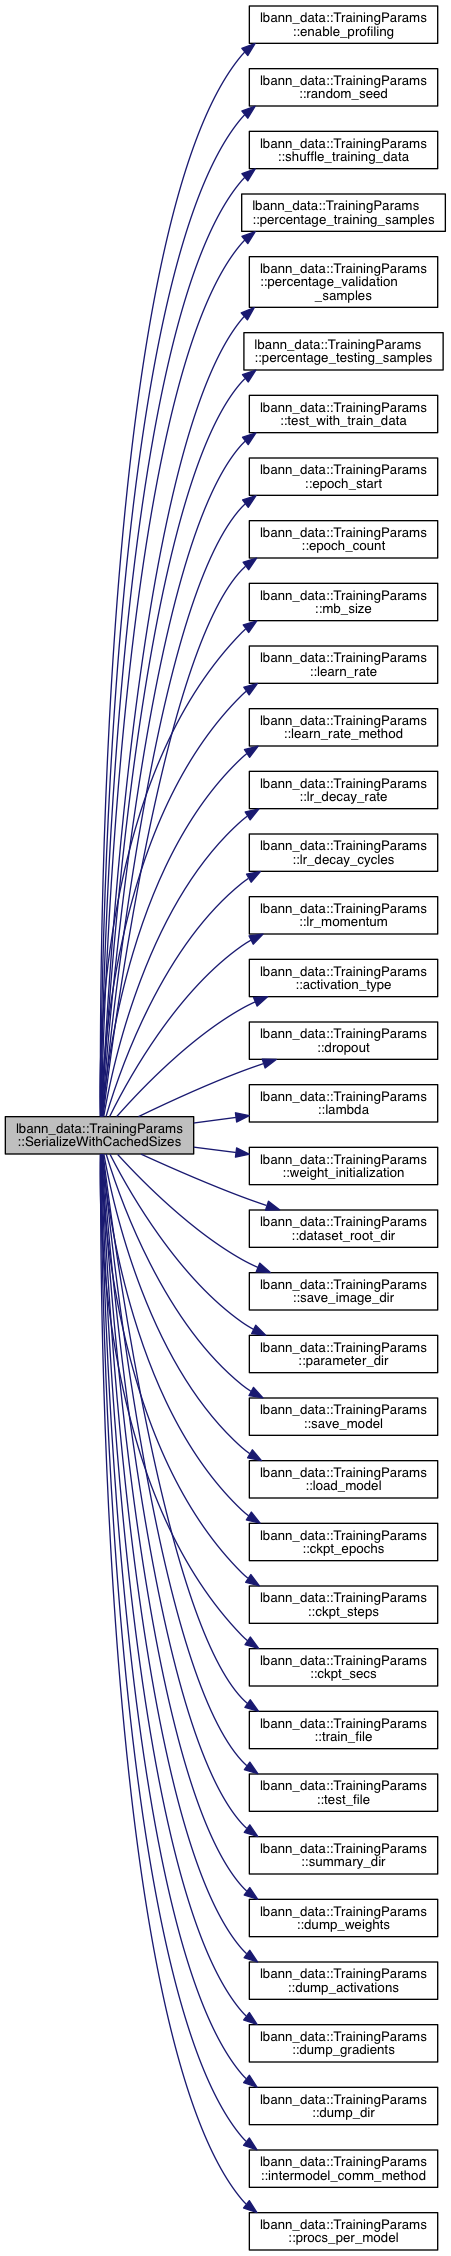 lbann_data::TrainingParams
::enable_profiling
lbann_data::TrainingParams
::random_seed
lbann_data::TrainingParams
::shuffle_training_data
lbann_data::TrainingParams
::percentage_training_samples
lbann_data::TrainingParams
::percentage_validation
_samples
lbann_data::TrainingParams
::percentage_testing_samples
lbann_data::TrainingParams
::test_with_train_data
lbann_data::TrainingParams
::epoch_start
lbann_data::TrainingParams
::epoch_count
lbann_data::TrainingParams
::mb_size
lbann_data::TrainingParams
::learn_rate
lbann_data::TrainingParams
::learn_rate_method
lbann_data::TrainingParams
::lr_decay_rate
lbann_data::TrainingParams
::lr_decay_cycles
lbann_data::TrainingParams
::lr_momentum
lbann_data::TrainingParams
::activation_type
lbann_data::TrainingParams
::dropout
lbann_data::TrainingParams
::lambda
lbann_data::TrainingParams
::SerializeWithCachedSizes
lbann_data::TrainingParams
::weight_initialization
lbann_data::TrainingParams
::dataset_root_dir
lbann_data::TrainingParams
::save_image_dir
lbann_data::TrainingParams
::parameter_dir
lbann_data::TrainingParams
::save_model
lbann_data::TrainingParams
::load_model
lbann_data::TrainingParams
::ckpt_epochs
lbann_data::TrainingParams
::ckpt_steps
lbann_data::TrainingParams
::ckpt_secs
lbann_data::TrainingParams
::train_file
lbann_data::TrainingParams
::test_file
lbann_data::TrainingParams
::summary_dir
lbann_data::TrainingParams
::dump_weights
lbann_data::TrainingParams
::dump_activations
lbann_data::TrainingParams
::dump_gradients
lbann_data::TrainingParams
::dump_dir
lbann_data::TrainingParams
::intermodel_comm_method
lbann_data::TrainingParams
::procs_per_model